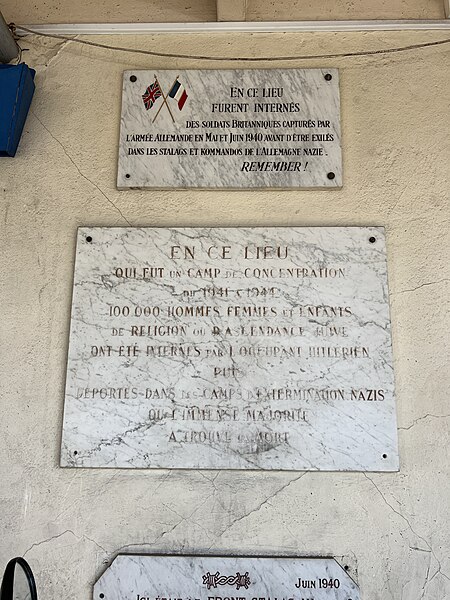 EN CE LIEU
FURENT INTERNÉS
DES SOLDATS BRITANNIQUES CAPTURÉS PAR
L'ARMÉE ALLEMANDE EN MAI ET JUIN 1940 AVANT D'ÊTRE EXILÉS
DANS LES STALAGS ET KOMMANDOS DE L'ALLEMAGNE NAZIE.
REMEMBER !
EN CE LIEU
QUI FUT UN CAMP DE CONCENTRATION
DE 1941 À 1944
100 000 HOMMES FEMMES ET ENFANTS
DE RELIGION OU D'ASCENDANCE JUIVE
ONT ÉTÉ INTERNÉS PAR L'OCCUPANT HITLÉRIEN
PUIS
DÉPORTÉS DANS LES CAMPS D'EXTERMINATION NAZIS
OÙ L'IMMENSE MAJORITÉ
A TROUVÉ LA MORT
JUIN 1940
FRONT STALAG